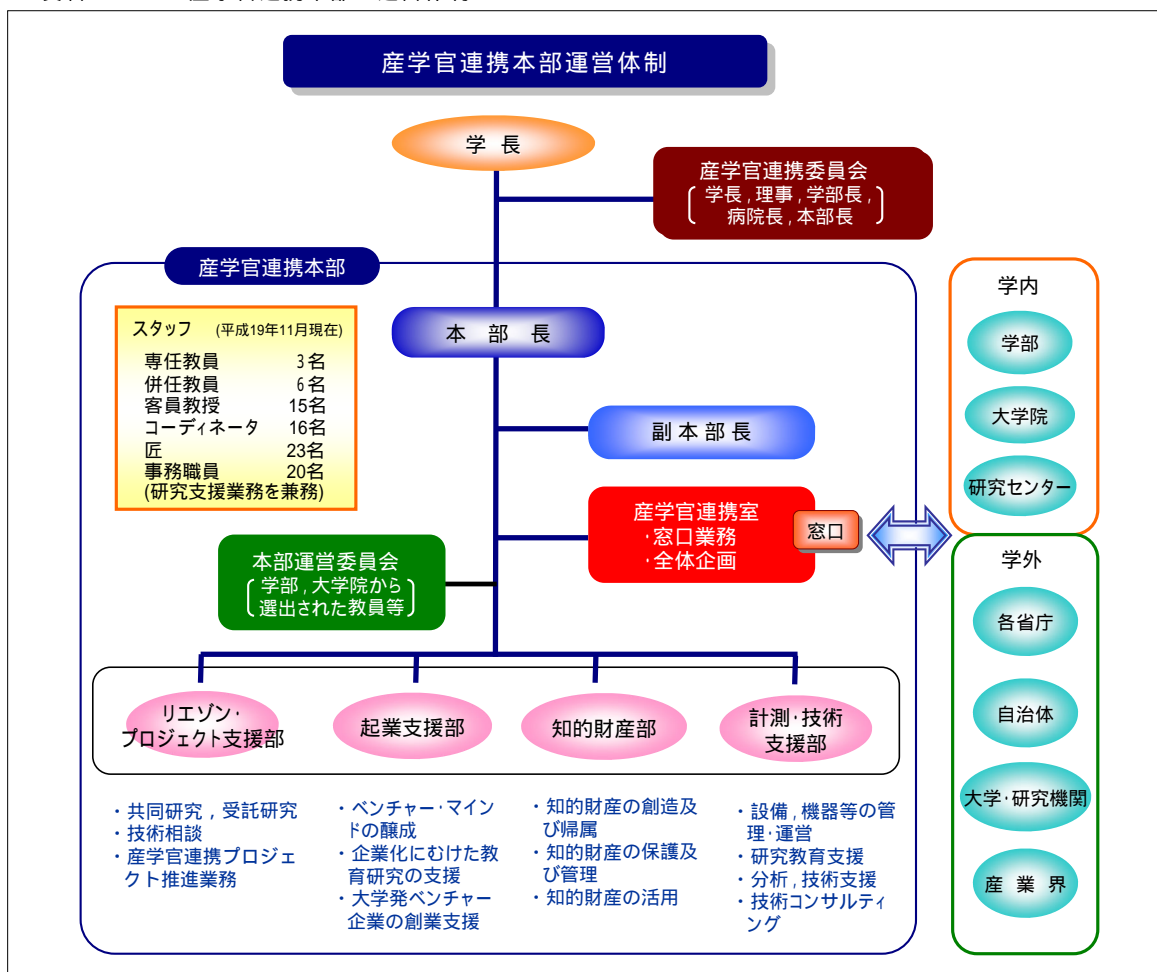 産学官連携本部運営体制
学 長
産学官連携委員会
学長，理事，学部長，
病院長，本部長
産学官連携本部
スタッフ (平成19年11月現在)
専任教員 3名
併任教員 6名
客員教授 15名
コーディネータ 16名
匠 23名
事務職員 20名
(研究支援業務を兼務)
本 部 長
副本部長
産学官連携室
・窓口業務
・全体企画
窓口
本部運営委員会
学部，大学院から
選出された教員等
リエゾン・
プロジェクト支援部
起業支援部
知的財産部
計測・技術
支援部
・共同研究，受託研究
・技術相談
・産学官連携プロジェ
クト推進業務
・ベンチャー・マイン
ドの醸成
・企業化にむけた教
育研究の支援
・大学発ベンチャー
企業の創業支援
・知的財産の創造及
び帰属
・知的財産の保護及
び管理
・知的財産の活用
・設備，機器等の管
理・運営
・研究教育支援
・分析，技術支援
・技術コンサルティ
ング
学内
学部
大学院
研究センター
学外
各省庁
自治体
大学・研究機関
産 業 界